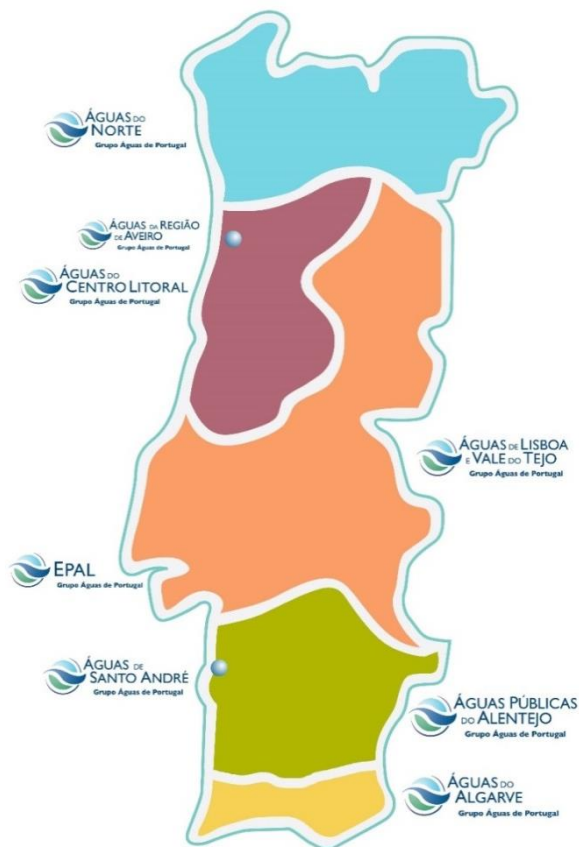 ÁGUAS DO
NORTE
Grupo Águas de Portugal
ÁGUAS DA REGIÃO
DE AVEIRO
Grupo Águas de Portugal
ÁGUAS DO
CENTRO LITORAL
Grupo Águas de Portugal
ÁGUAS DE LISBOA
E VALE DO TEJO
Grupo Águas de Portugal
EPAL
Grupo Águas de Portugal
ÁGUAS DE
SANTO ANDRÉ
Grupo Águas de Portugal
ÁGUAS PÚBLICAS
DO ALENTEJO
Grupo Águas de Portugal
ÁGUAS DO
ALGARVE
Grupo Águas de Portugal